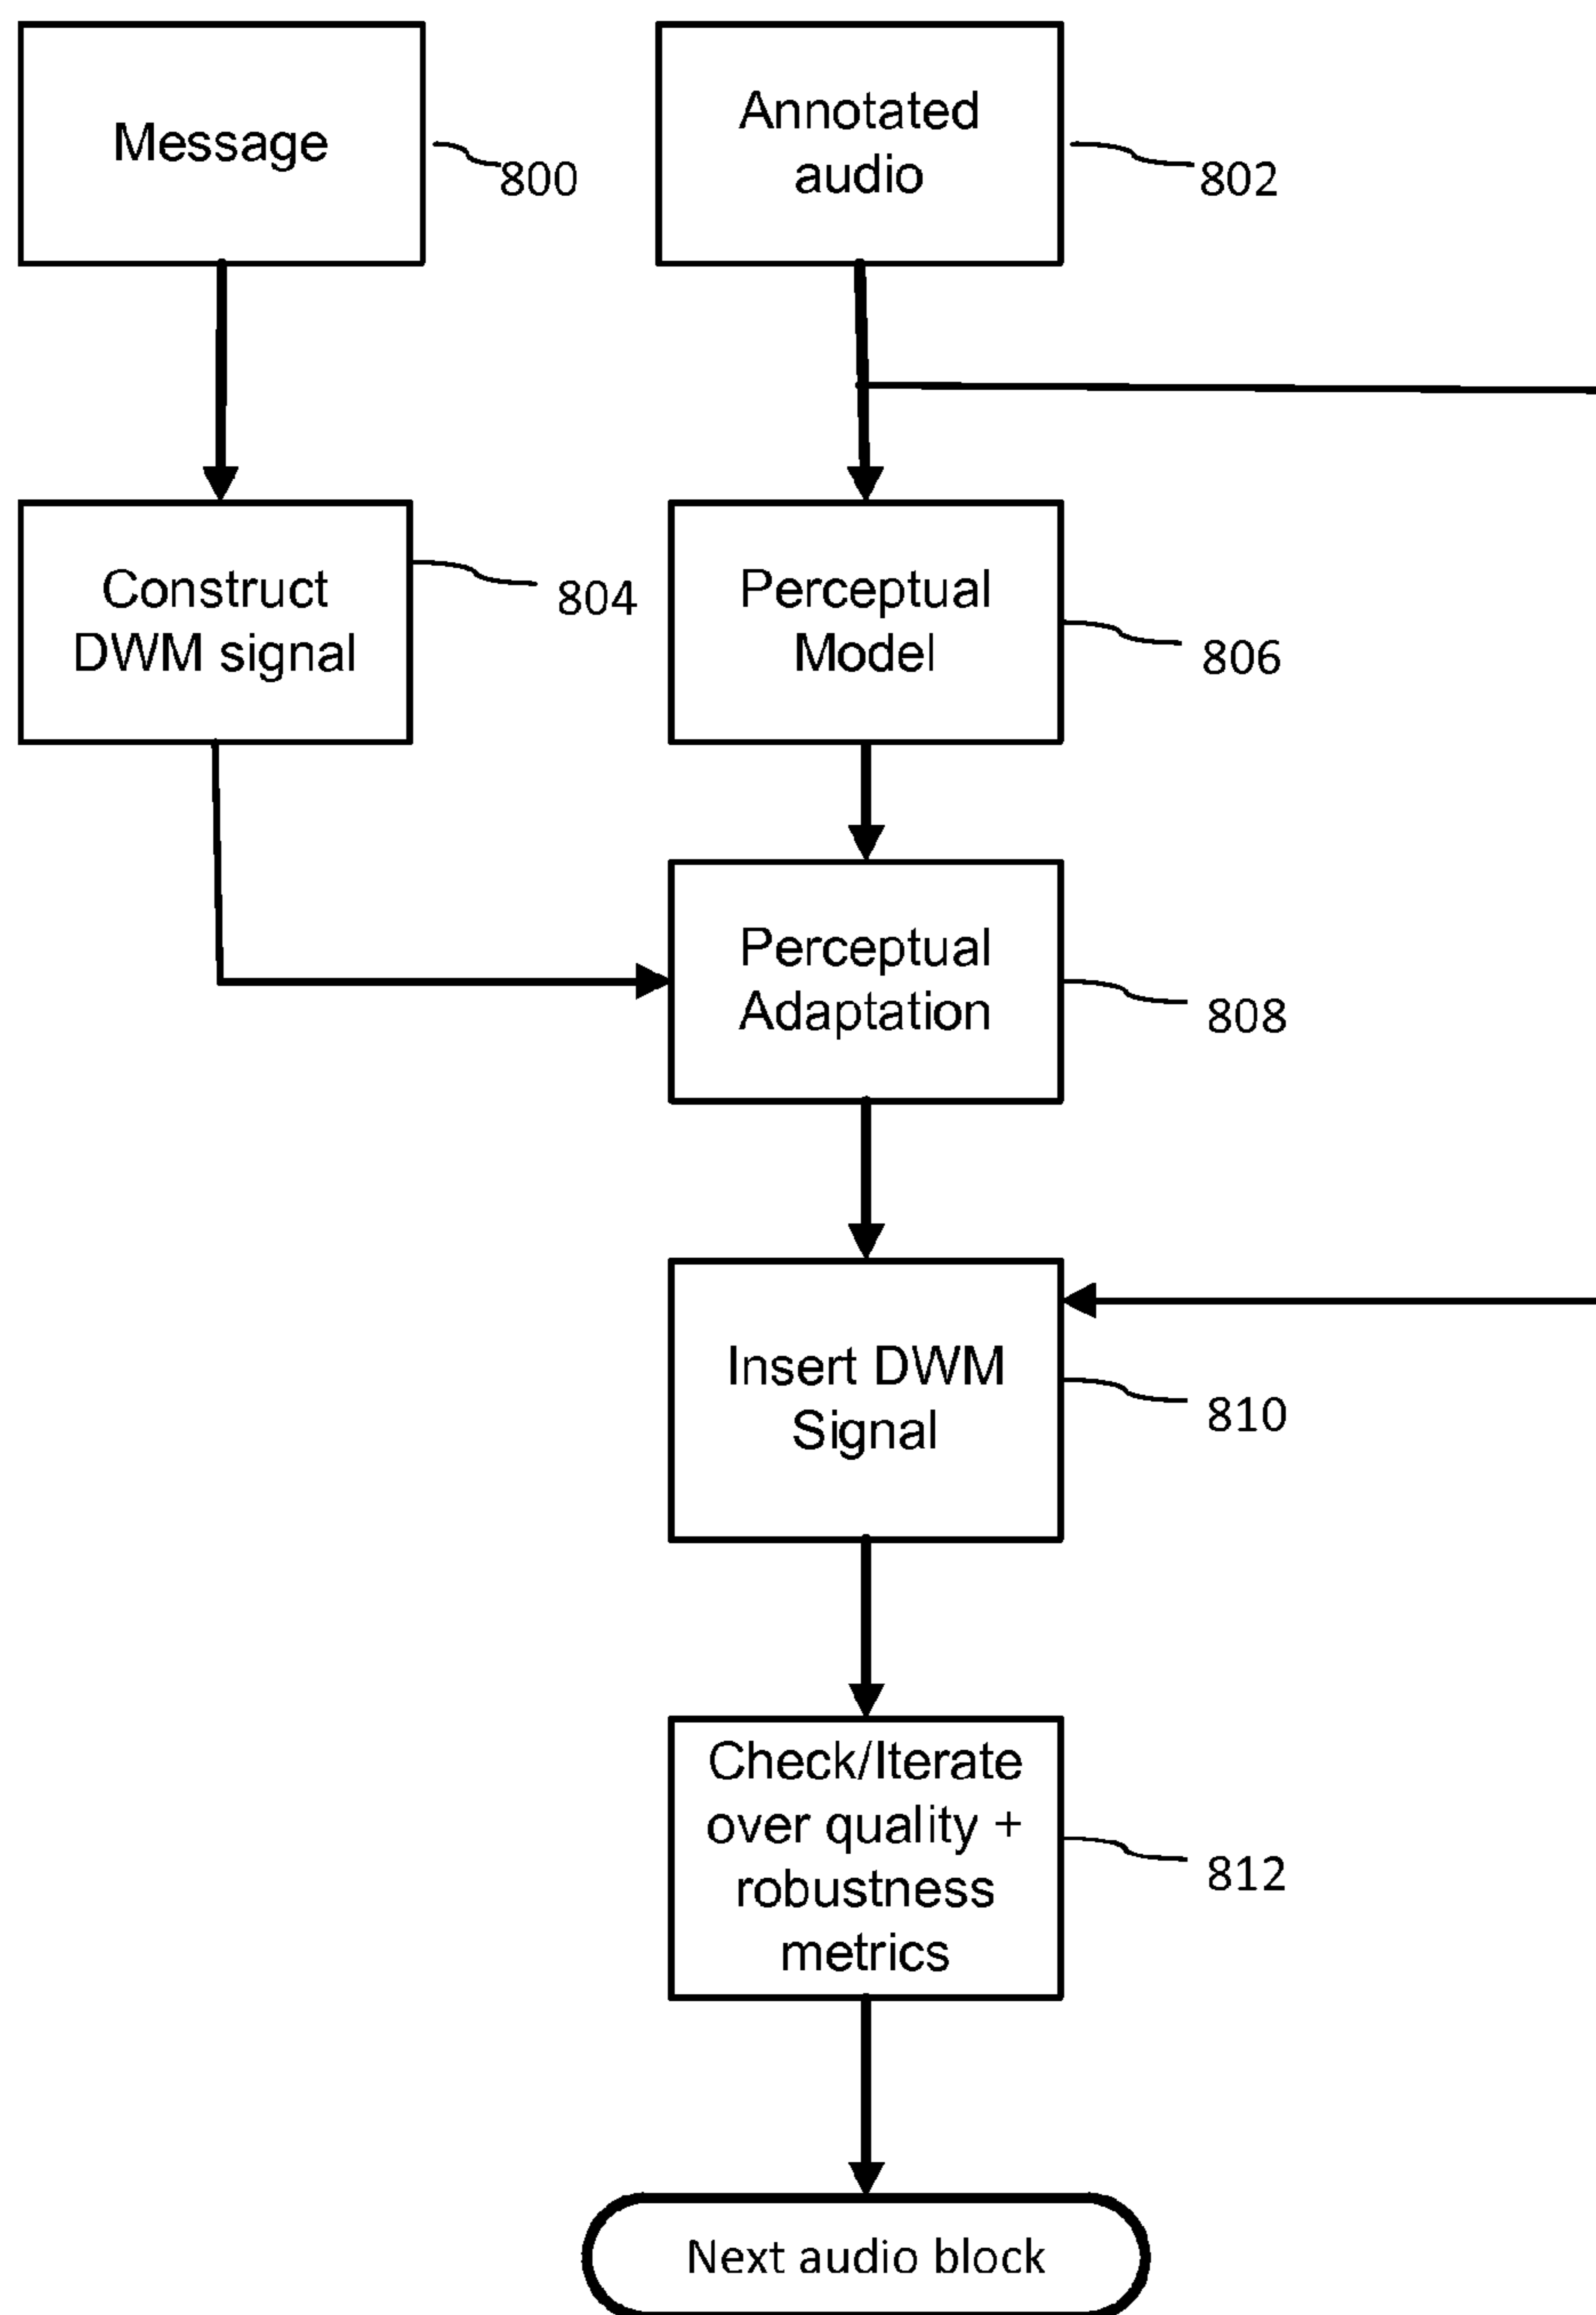 Message
800
Annotated
audio
802
Construct
DWM signal
804
Perceptual
Model
806
Perceptual
Adaptation
808
Insert DWM
Signal
810
Check/Iterate
over quality +
robustness
metrics
812
Next audio block